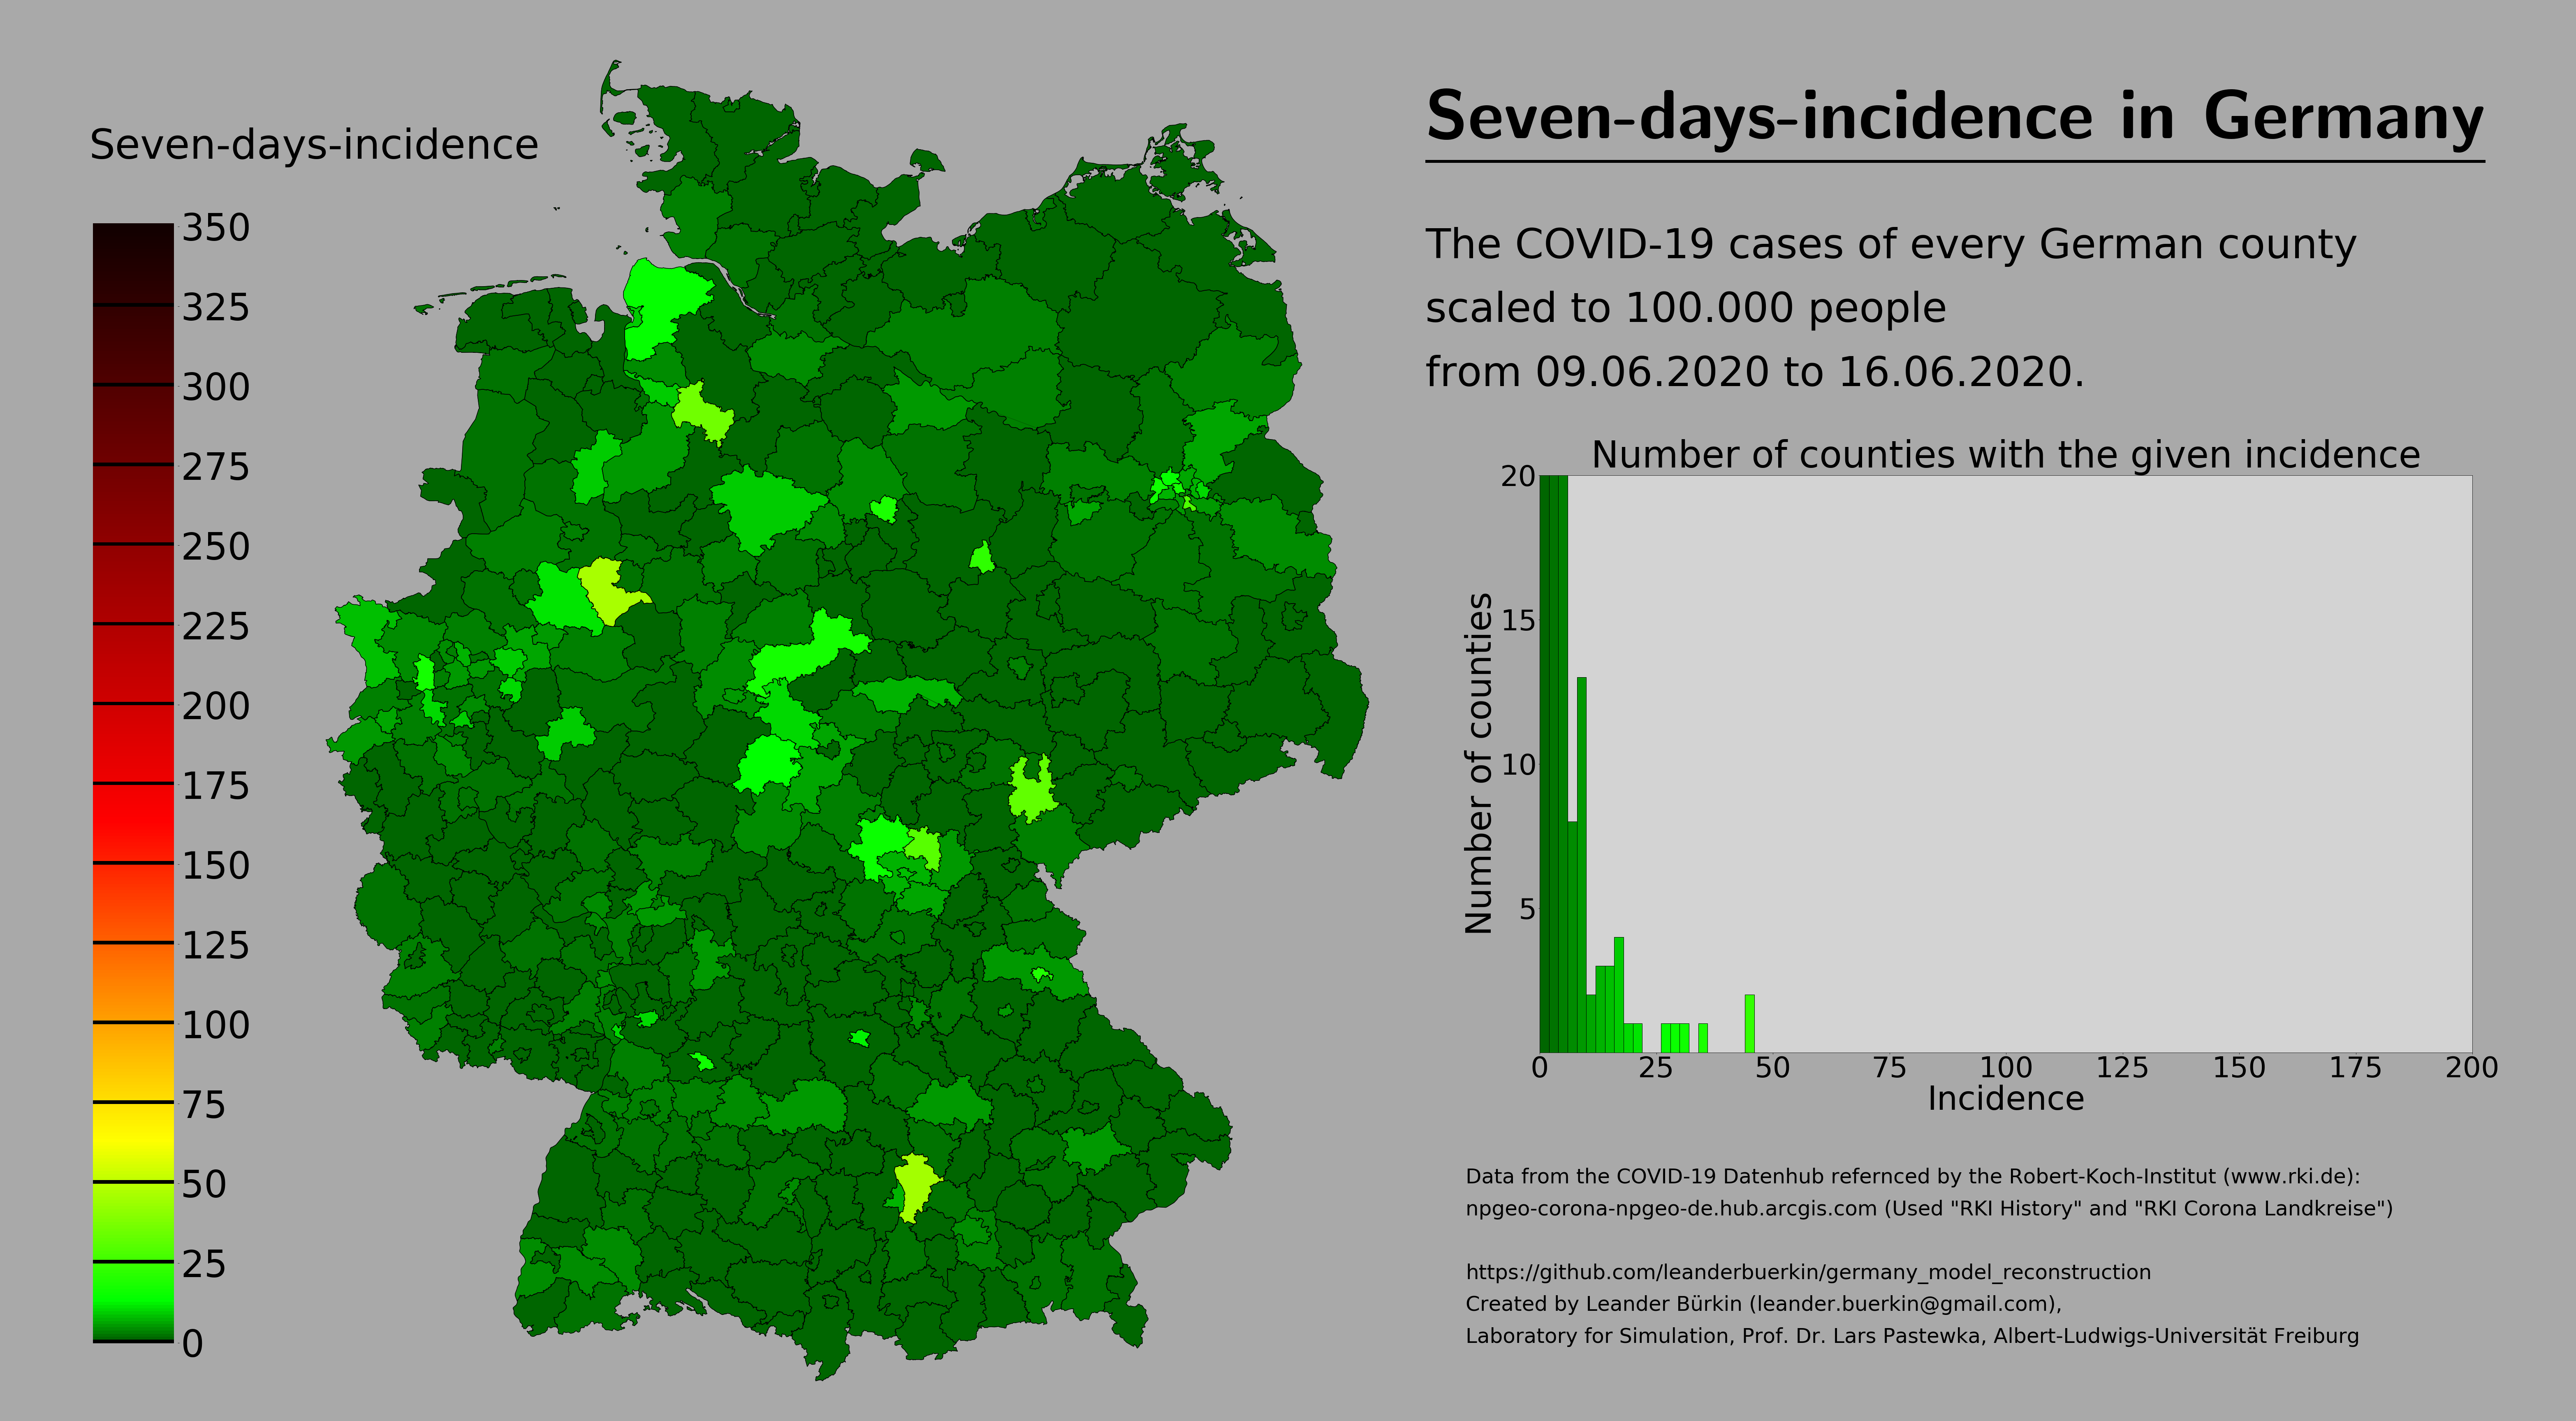 Seven-days-incidence
350
325
300
275
250
225
200
175
150
125
100
75
50
25
0
Seven-days-incidence in Germany
The COVID-19 cases of every German county
scaled to 100.000 people
from 09.06.2020 to 16.06.2020.
Number of counties with the given incidence
20
15
10
5
Number of counties
0 25 50 75 100 125 150 175 200
Incidence
Data from the COVID-19 Datenhub refernced by the Robert-Koch-Institut (www.rki.de):
npgeo-corona-npgeo-de.hub.arcgis.com (Used "RKI History" and "RKI Corona Landkreise")
https://github.com/leanderbuerkin/germany_model_reconstruction
Created by Leander Bürkin (leander.buerkin@gmail.com),
Laboratory for Simulation, Prof. Dr. Lars Pastewka, Albert-Ludwigs-Universität Freiburg